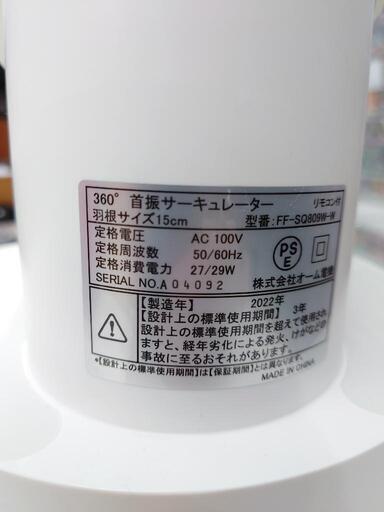 360° 首振サーキュレーター リモコン付
羽根サイズ15cm 型番:FF-SQ809W-W
定格電圧 AC 100V
定格周波数 50/60Hz
定格消費電力 27/29W
PSE
SERIAL NO.A 04092 株式会社オーム電機
【製造年】 2022年
【設計上の標準使用期間】 3年
設計上の標準使用期間を超えて使用され
ますと、経年劣化による発火、けがなどの
事故に至るおそれがあります。
*【設計上の標準使用期間】は【保証期間】とは異なります。
MADE IN CHINA